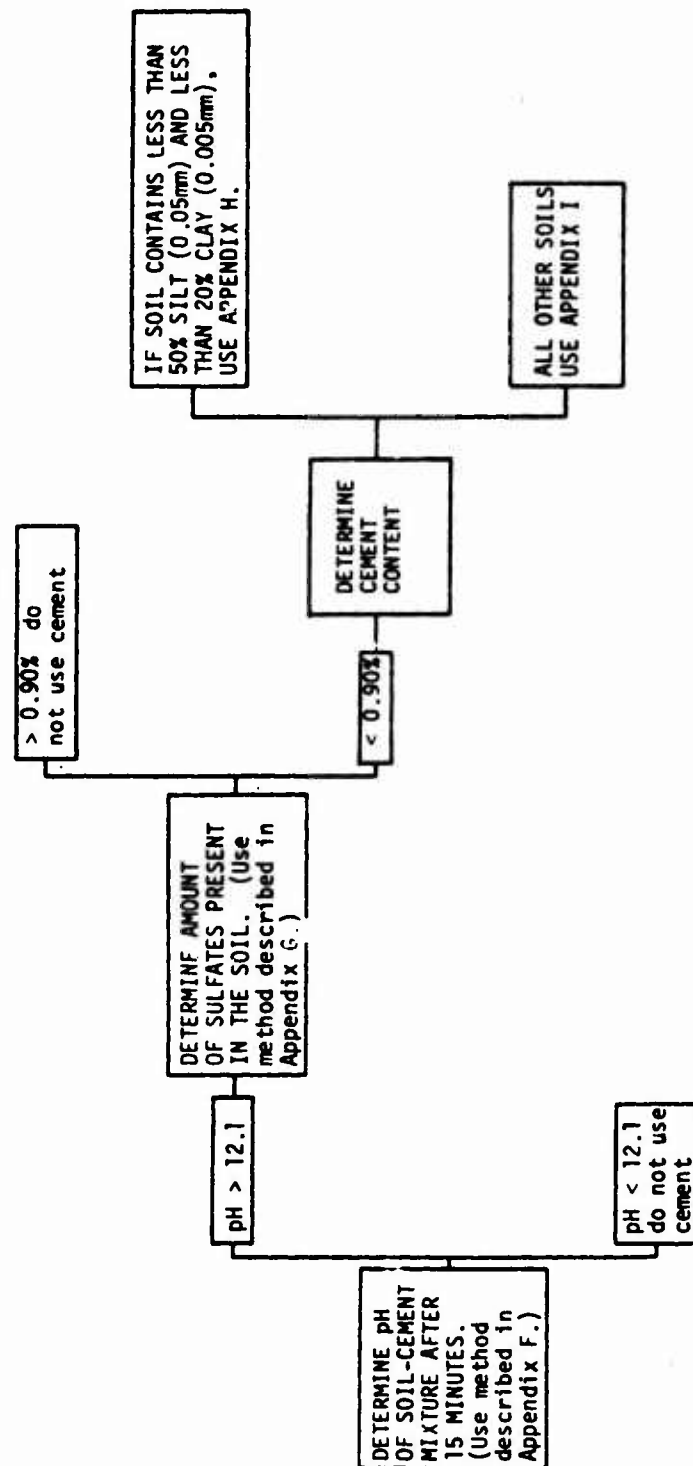 DETERMINE pH
OF SOIL-CEMENT
MIXTURE AFTER
15 MINUTES.
(Use method
described in
Appendix F.)
pH > 12.1
pH < 12.1
do not use
cement
DETERMINE AMOUNT
OF SULFATES PRESENT
IN THE SOIL. (Use
method described in
Appendix G.)
> 0.90% do
not use cement
< 0.90%
DETERMINE
CEMENT
CONTENT
IF SOIL CONTAINS LESS THAN
50% SILT (0.05mm) AND LESS
THAN 20% CLAY (0.005mm),
USE APPENDIX H.
ALL OTHER SOILS
USE APPENDIX I